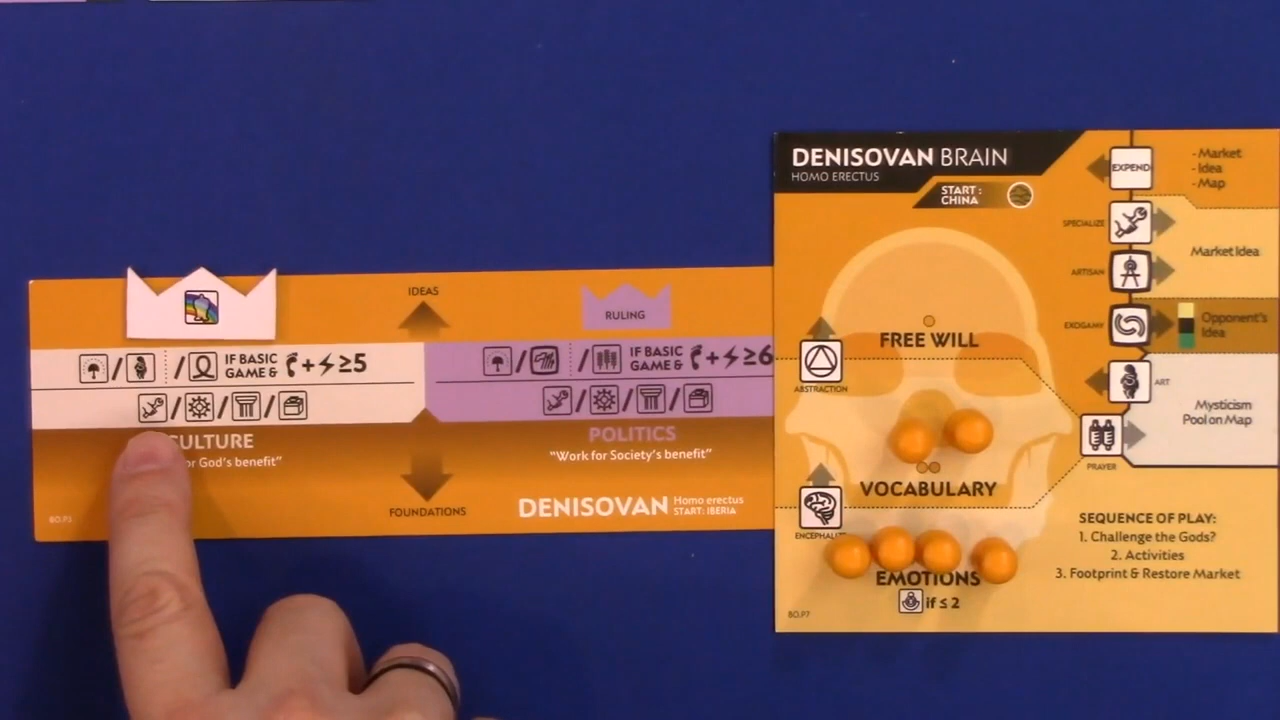 IDEAS
RULING
/ / IF BASIC GAME & + ≥5
/ / IF BASIC GAME & + ≥6
/ / /
/ / /
CULTURE
or God's benefit"
POLITICS
"Work for Society's benefit"
FOUNDATIONS
DENISOVAN Homo erectus
START: IBERIA
BO.P3
DENISOVAN BRAIN
HOMO ERECTUS
START:
CHINA
EXPEND
- Market
- Idea
- Map
SPECIALIZE
Market Idea
ARTISAN
EXOGAMY
Opponent's
Idea
FREE WILL
ABSTRACTION
ART
Mysticism
Pool on Map
PRAYER
VOCABULARY
EMOTIONS
if ≤ 2
SEQUENCE OF PLAY:
1. Challenge the Gods?
2. Activities
3. Footprint & Restore Market
BO.P7